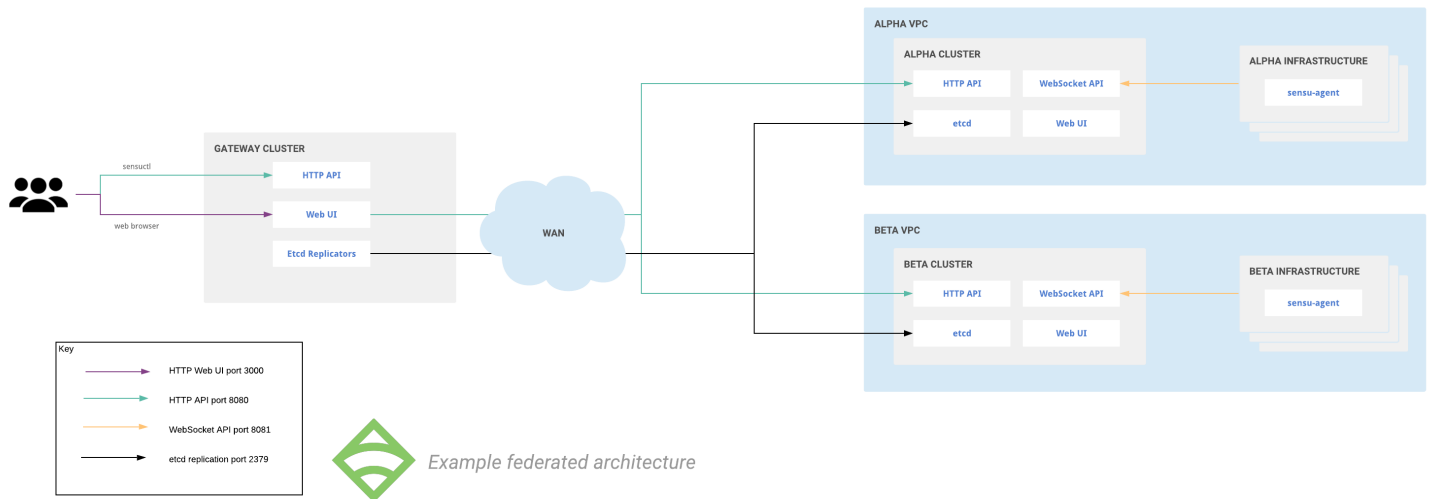 GATEWAY CLUSTER
sensuctl
HTTP API
Web UI
web browser
Etcd Replicators
WAN
ALPHA VPC
ALPHA CLUSTER
HTTP API
WebSocket API
etcd
Web UI
ALPHA INFRASTRUCTURE
sensu-agent
BETA VPC
BETA CLUSTER
HTTP API
WebSocket API
etcd
Web UI
BETA INFRASTRUCTURE
sensu-agent
Key
HTTP Web UI port 3000
HTTP API port 8080
WebSocket API port 8081
etcd replication port 2379
Example federated architecture